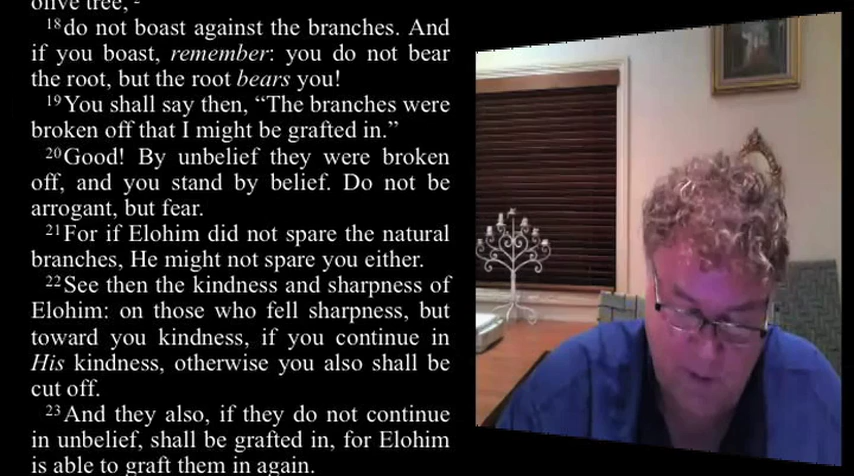 olive tree,
18do not boast against the branches. And
if you boast, remember: you do not bear
the root, but the root bears you!
19You shall say then, “The branches were
broken off that I might be grafted in.”
20Good! By unbelief they were broken
off, and you stand by belief. Do not be
arrogant, but fear.
21For if Elohim did not spare the natural
branches, He might not spare you either.
22See then the kindness and sharpness of
Elohim: on those who fell sharpness, but
toward you kindness, if you continue in
His kindness, otherwise you also shall be
cut off.
23And they also, if they do not continue
in unbelief, shall be grafted in, for Elohim
is able to graft them in again.